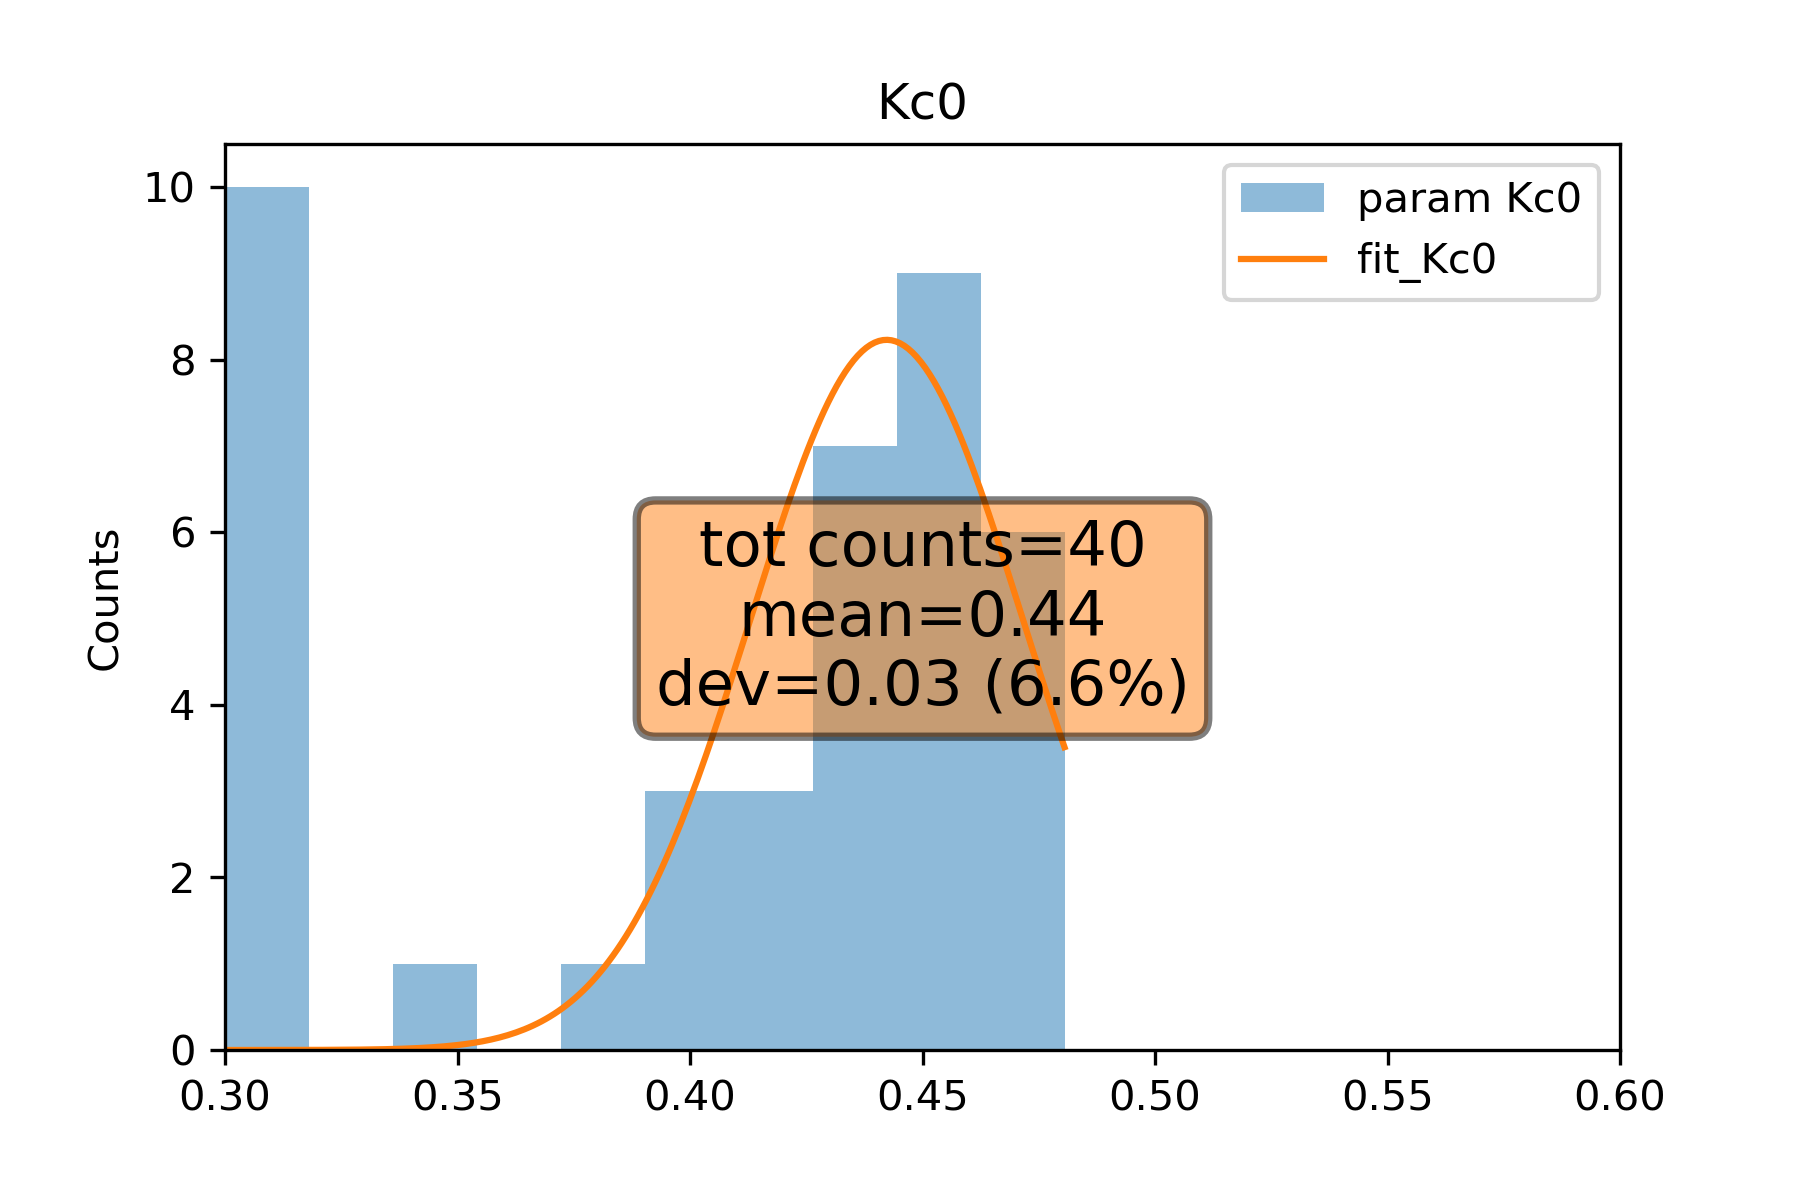 Kc0
param Kc0
fit_Kc0
10
8
6
4
2
0
Counts
tot counts=40
mean=0.44
dev=0.03 (6.6%)
0.30 0.35 0.40 0.45 0.50 0.55 0.60